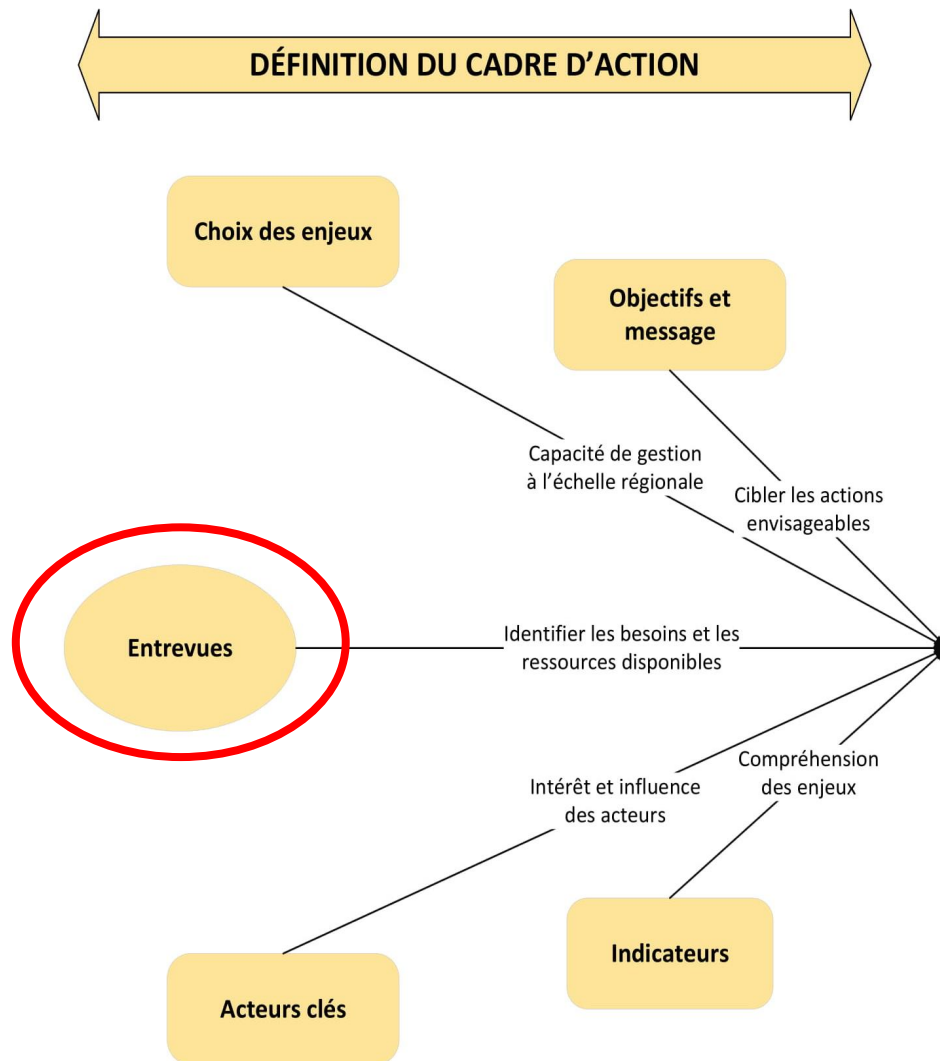 DÉFINITION DU CADRE D'ACTION
Choix des enjeux
Objectifs et
message
Capacité de gestion
à l'échelle régionale
Cibler les actions
envisageables
Entrevues
Identifier les besoins et les
ressources disponibles
Compréhension
des enjeux
Intérêt et influence
des acteurs
Indicateurs
Acteurs clés